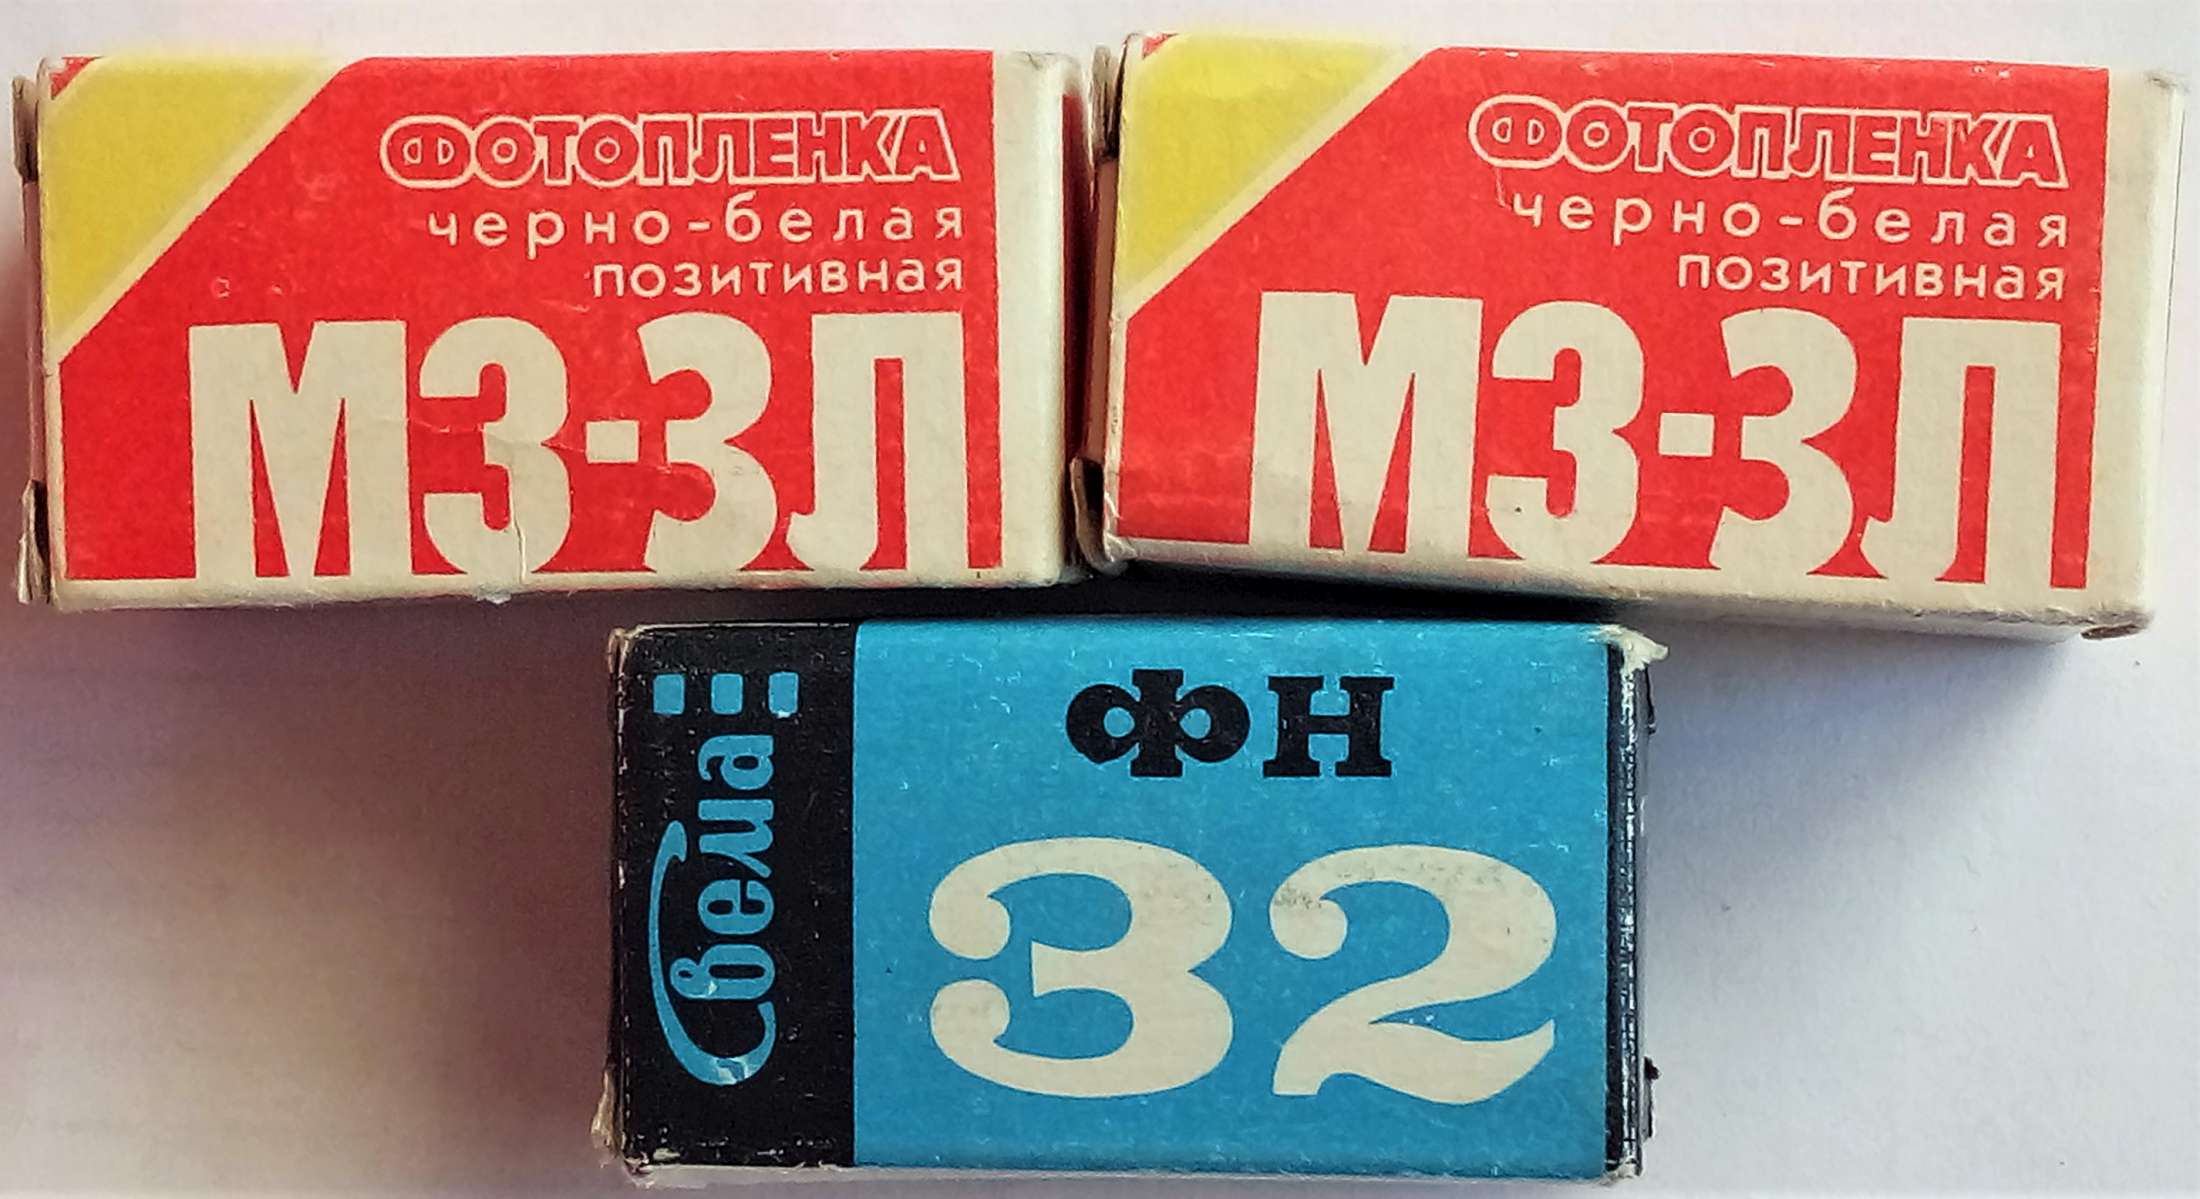 ФОТОПЛЕНКА
черно-белая
позитивная
МЗ-3Л
ФОТОПЛЕНКА
черно-белая
позитивная
МЗ-3Л
Свема
ФН
32